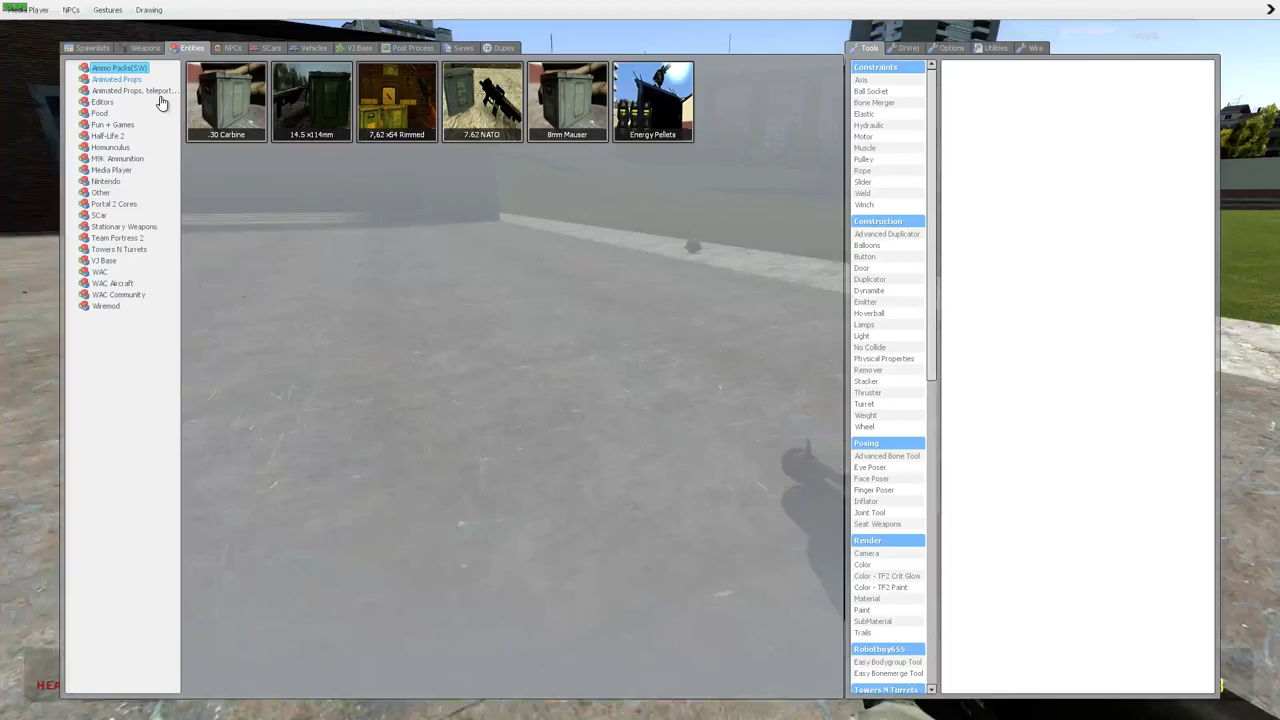 Media Player NPCs Gestures Drawing
Spawnlists Weapons Entities NPCs SCars Vehicles VJ Base Post Process Saves Dupes
Tools DrVrej Options Utilities Wire
Ammo Packs(SW)
Animated Props
Animated Props, teleport...
Editors
Food
Fun + Games
Half-Life 2
Homunculus
M9K Ammunition
Media Player
Nintendo
Other
Portal 2 Cores
SCar
Stationary Weapons
Team Fortress 2
Towers N Turrets
VJ Base
WAC
WAC Aircraft
WAC Community
Wiremod
.30 Carbine
14.5 x114mm
7,62 x54 Rimmed
7.62 NATO
8mm Mauser
Energy Pellets
Constraints
Axis
Ball Socket
Bone Merger
Elastic
Hydraulic
Motor
Muscle
Pulley
Rope
Slider
Weld
Winch
Construction
Advanced Duplicator
Balloons
Button
Door
Duplicator
Dynamite
Emitter
Hoverball
Lamps
Light
No Collide
Physical Properties
Remover
Stacker
Thruster
Turret
Weight
Wheel
Posing
Advanced Bone Tool
Eye Poser
Face Poser
Finger Poser
Inflator
Joint Tool
Seat Weapons
Render
Camera
Color
Color - TF2 Crit Glow
Color - TF2 Paint
Material
Paint
SubMaterial
Trails
Robotboy655
Easy Bodygroup Tool
Easy Bonemerge Tool
Towers N Turrets
HEA